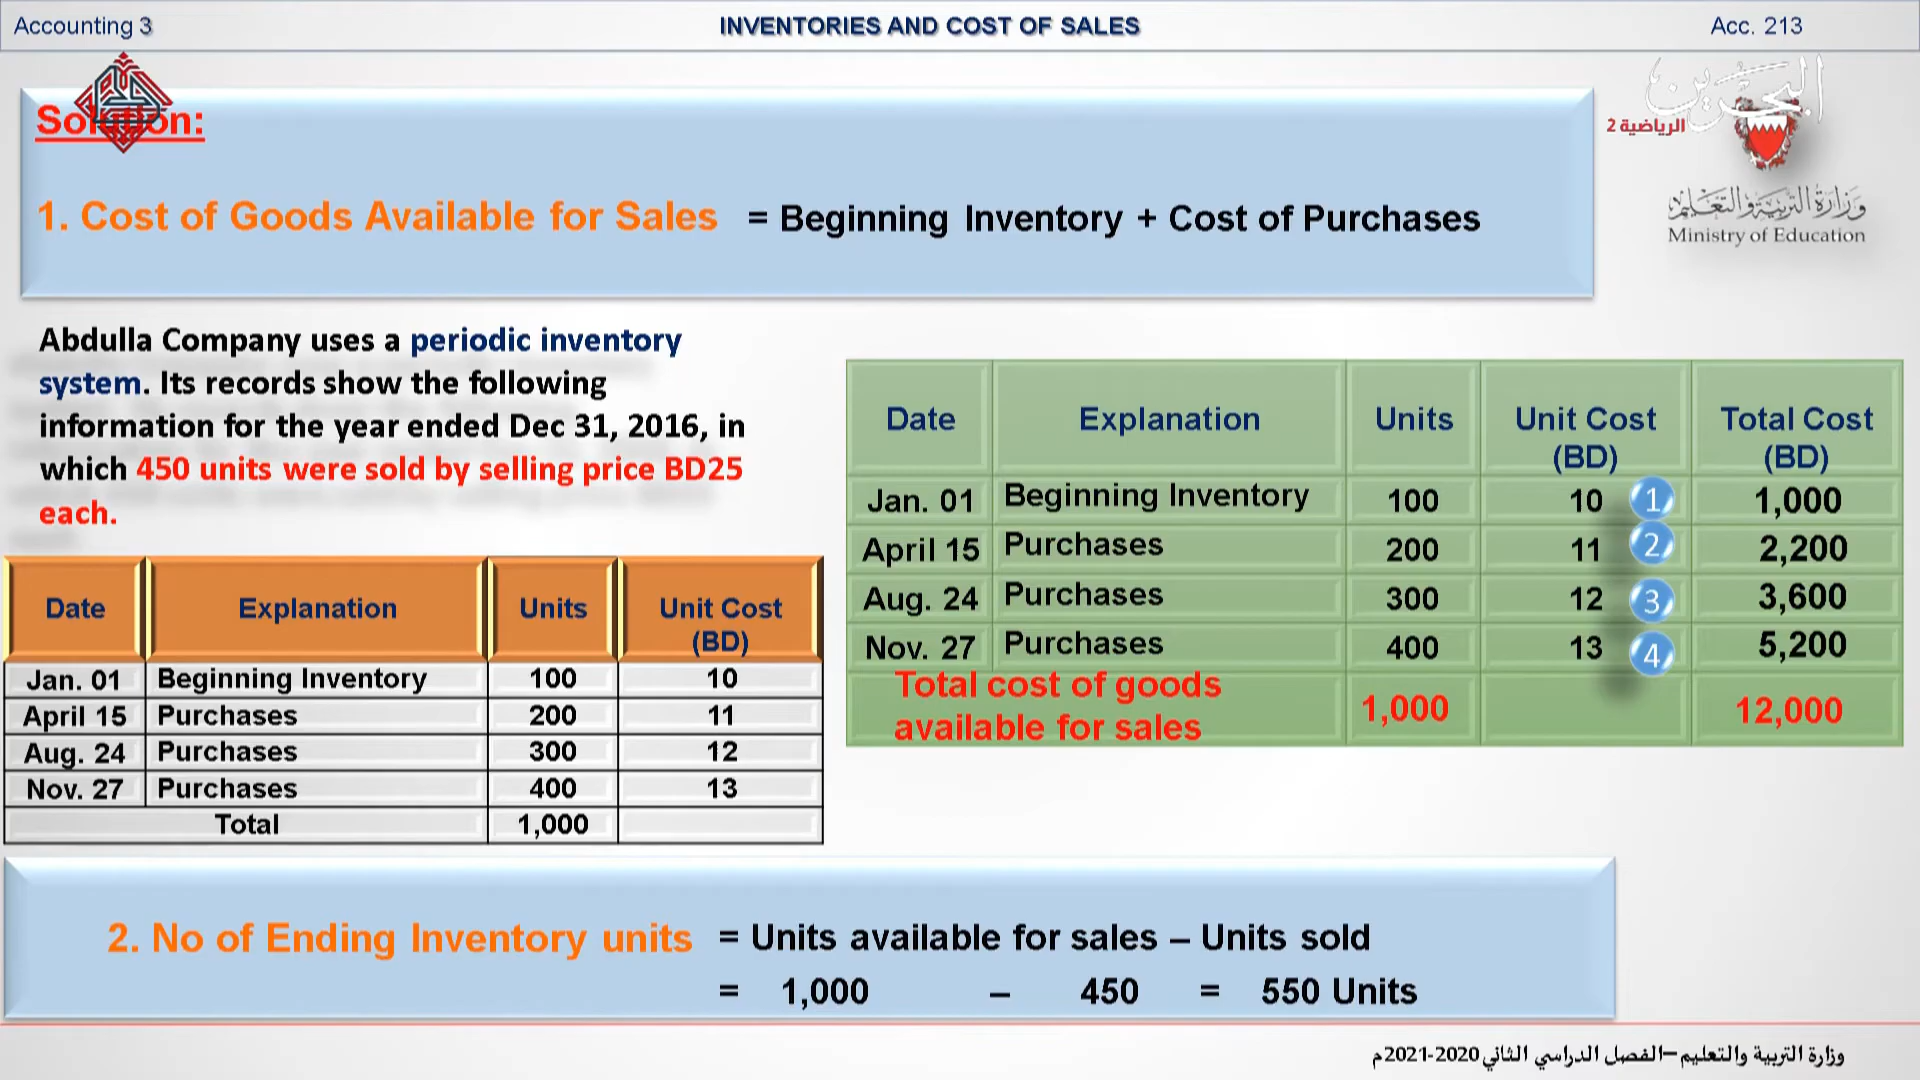 Accounting 3
INVENTORIES AND COST OF SALES
Acc. 213
البحرين
الرياضية 2
وزارة التربية والتعليم
Ministry of Education
Solution:
1. Cost of Goods Available for Sales = Beginning Inventory + Cost of Purchases
Abdulla Company uses a periodic inventory
system. Its records show the following
information for the year ended Dec 31, 2016, in
which 450 units were sold by selling price BD25
each.
Date Explanation Units Unit Cost (BD)
Jan. 01 Beginning Inventory 100 10
April 15 Purchases 200 11
Aug. 24 Purchases 300 12
Nov. 27 Purchases 400 13
Total 1,000
Date Explanation Units Unit Cost (BD) Total Cost (BD)
Jan. 01 Beginning Inventory 100 10 1 1,000
April 15 Purchases 200 11 2 2,200
Aug. 24 Purchases 300 12 3 3,600
Nov. 27 Purchases 400 13 4 5,200
Total cost of goods
available for sales 1,000 12,000
2. No of Ending Inventory units = Units available for sales – Units sold
= 1,000 – 450 = 550 Units
وزارة التربية والتعليم –الفصل الدراسي الثاني 2020-2021م